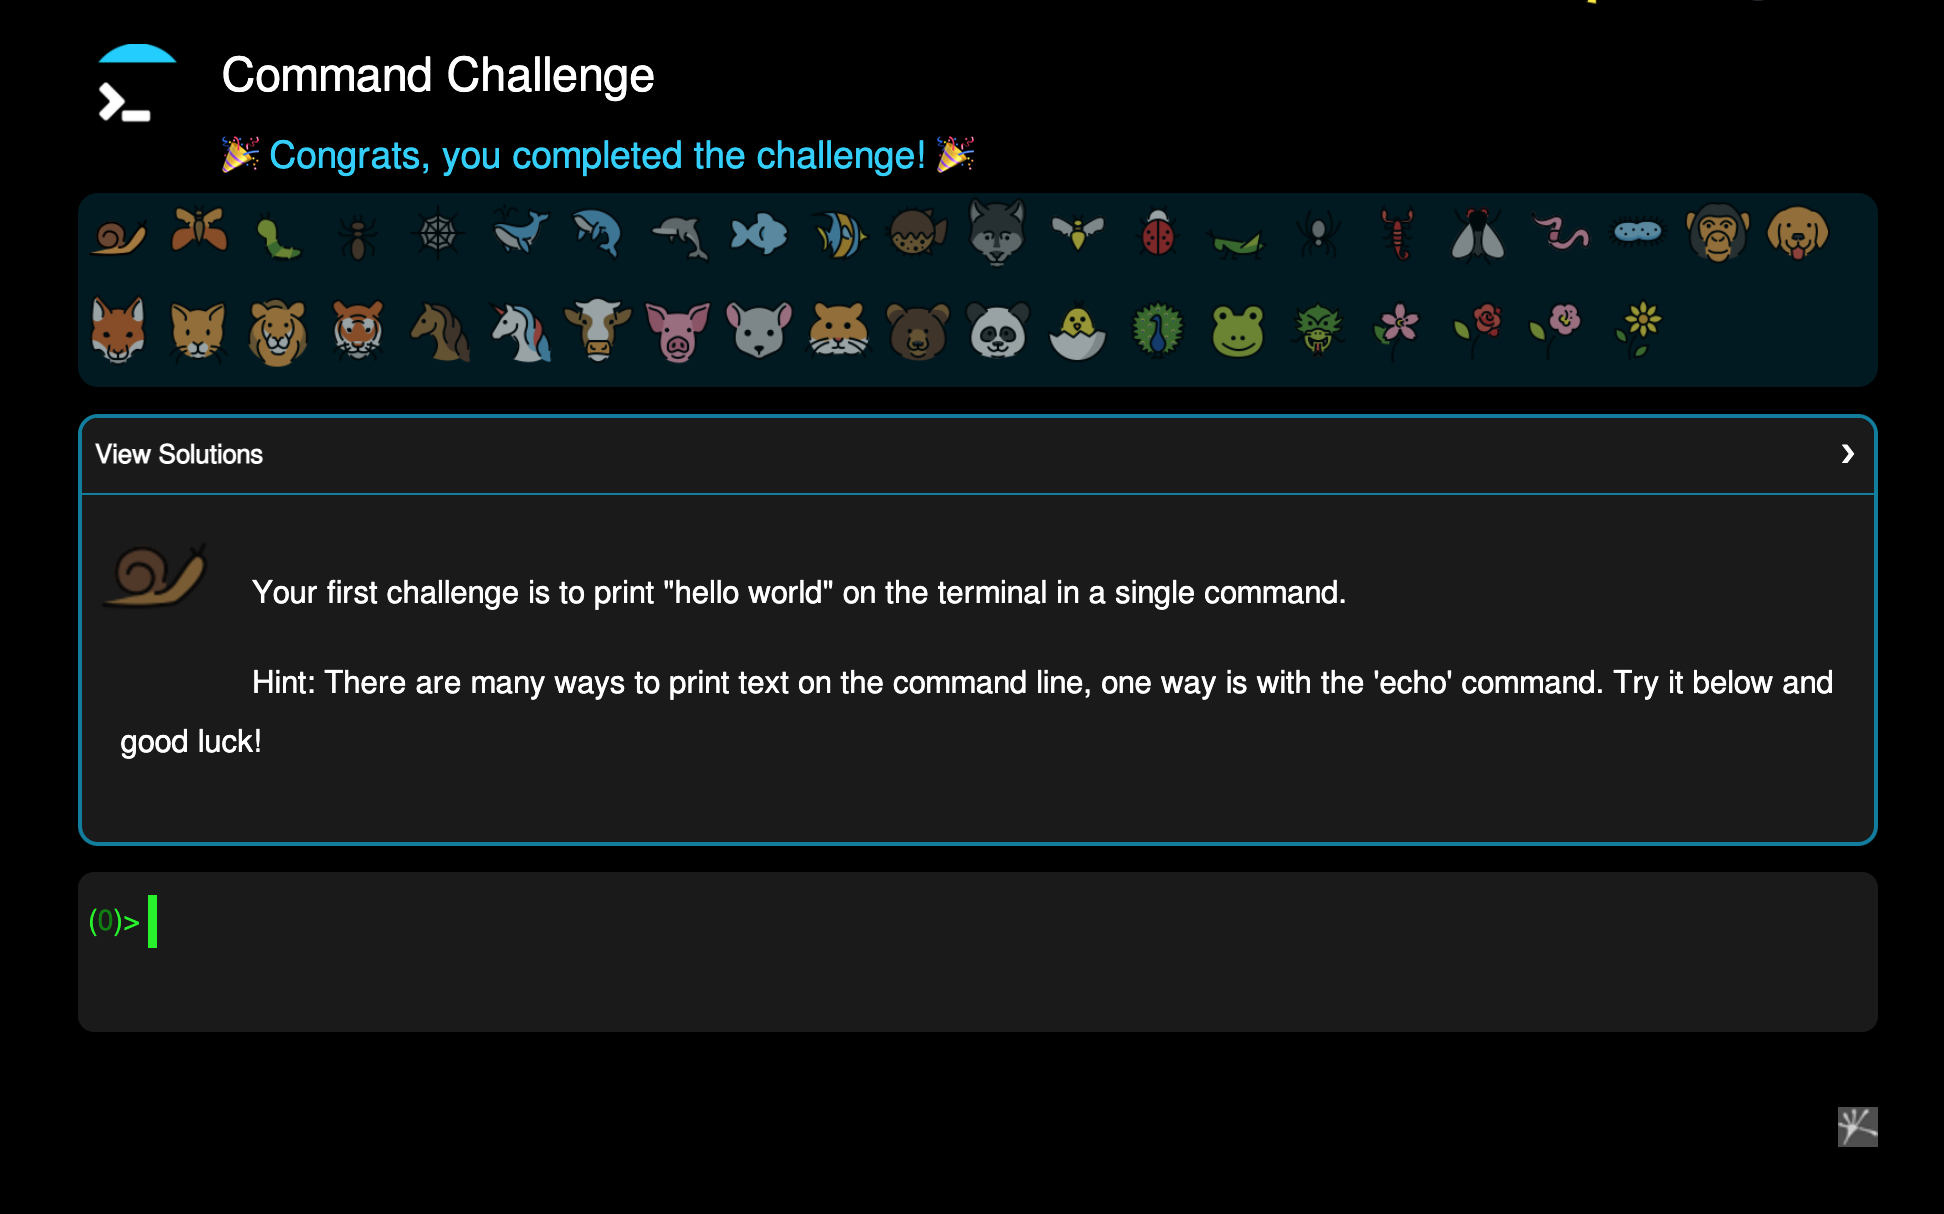 Command Challenge
Congrats, you completed the challenge!
View Solutions
Your first challenge is to print "hello world" on the terminal in a single command.
Hint: There are many ways to print text on the command line, one way is with the 'echo' command. Try it below and
good luck!
(0)>